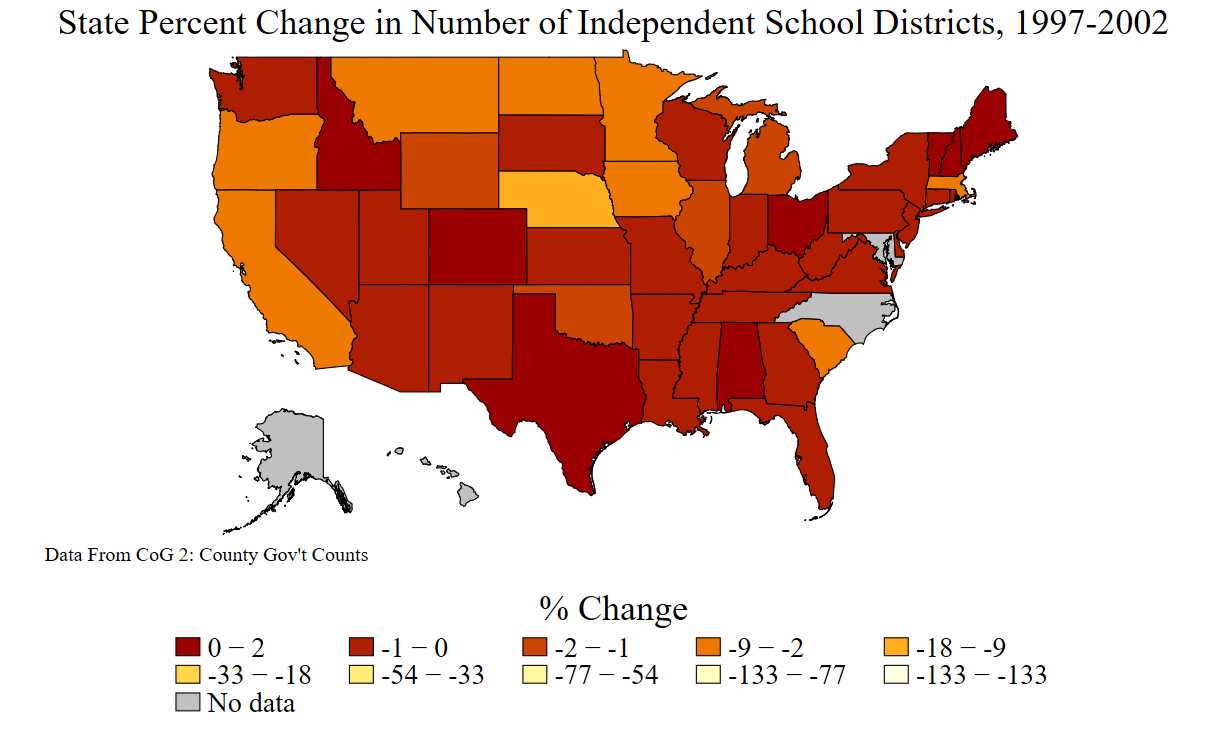 State Percent Change in Number of Independent School Districts, 1997-2002
Data From CoG 2: County Gov't Counts
% Change
0 − 2 -1 − 0 -2 − -1 -9 − -2 -18 − -9
-33 − -18 -54 − -33 -77 − -54 -133 − -77 -133 − -133
No data